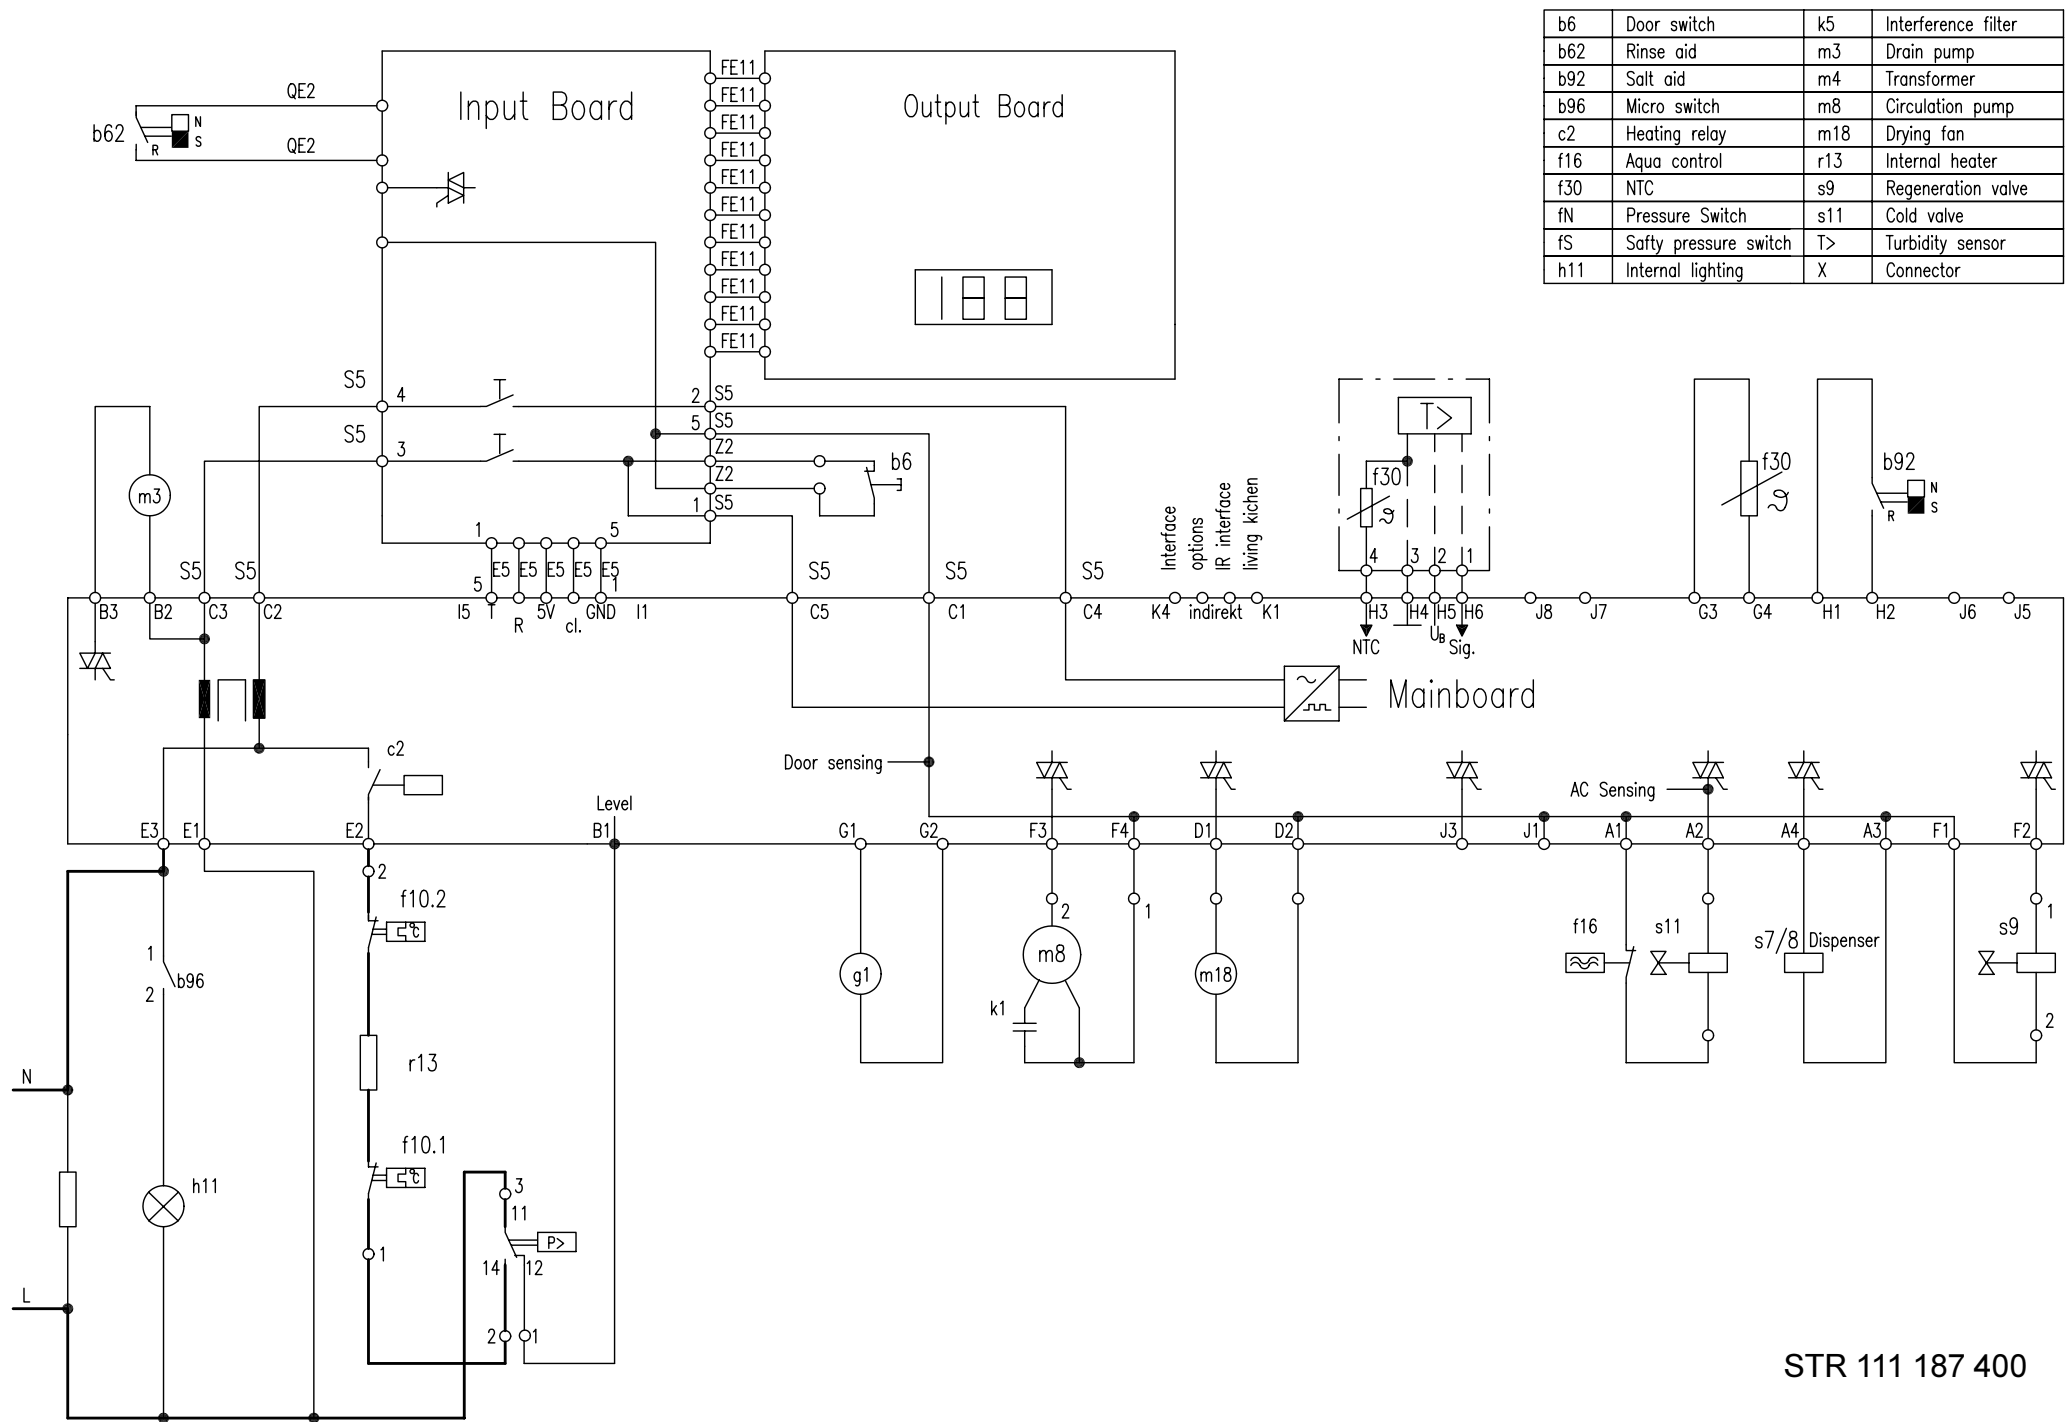 b6 Door switch k5 Interference filter
b62 Rinse aid m3 Drain pump
b92 Salt aid m4 Transformer
b96 Micro switch m8 Circulation pump
c2 Heating relay m18 Drying fan
f16 Aqua control r13 Internal heater
f30 NTC s9 Regeneration valve
fN Pressure Switch s11 Cold valve
fS Safty pressure switch T> Turbidity sensor
h11 Internal lighting X Connector
QE2
b62 N
S
R
QE2
Input Board
Output Board
FE11
FE11
FE11
FE11
FE11
FE11
FE11
FE11
FE11
FE11
FE11
188
S5 4
2 S5
5 S5
S5 3
Z2
Z2
1 S5
b6
m3
1 5
E5 E5 E5 E5 E5
5 1
S5 S5
S5 S5 S5
Interface
options
IR interface
living kichen
T>
f30
ϑ
4 3 2 1
f30
ϑ
b92 N
S
R
B3 B2 C3 C2 I5 T R 5V cl. GND I1 C5 C1 C4 K4 indirekt K1 H3 H4 H5 H6 J8 J7 G3 G4 H1 H2 J6 J5
NTC UB Sig.
Mainboard
c2
Door sensing
AC Sensing
Level
E3 E1 E2 B1 G1 G2 F3 F4 D1 D2 J3 J1 A1 A2 A4 A3 F1 F2
2
f10.2
°C
1
b96
2
r13
f10.1
°C
1
N
L
h11
3
11
P>
14 12
2 1
g1
2 1
m8
k1
m18
f16 s11
s7/8 Dispenser
s9
1
2
STR 111 187 400